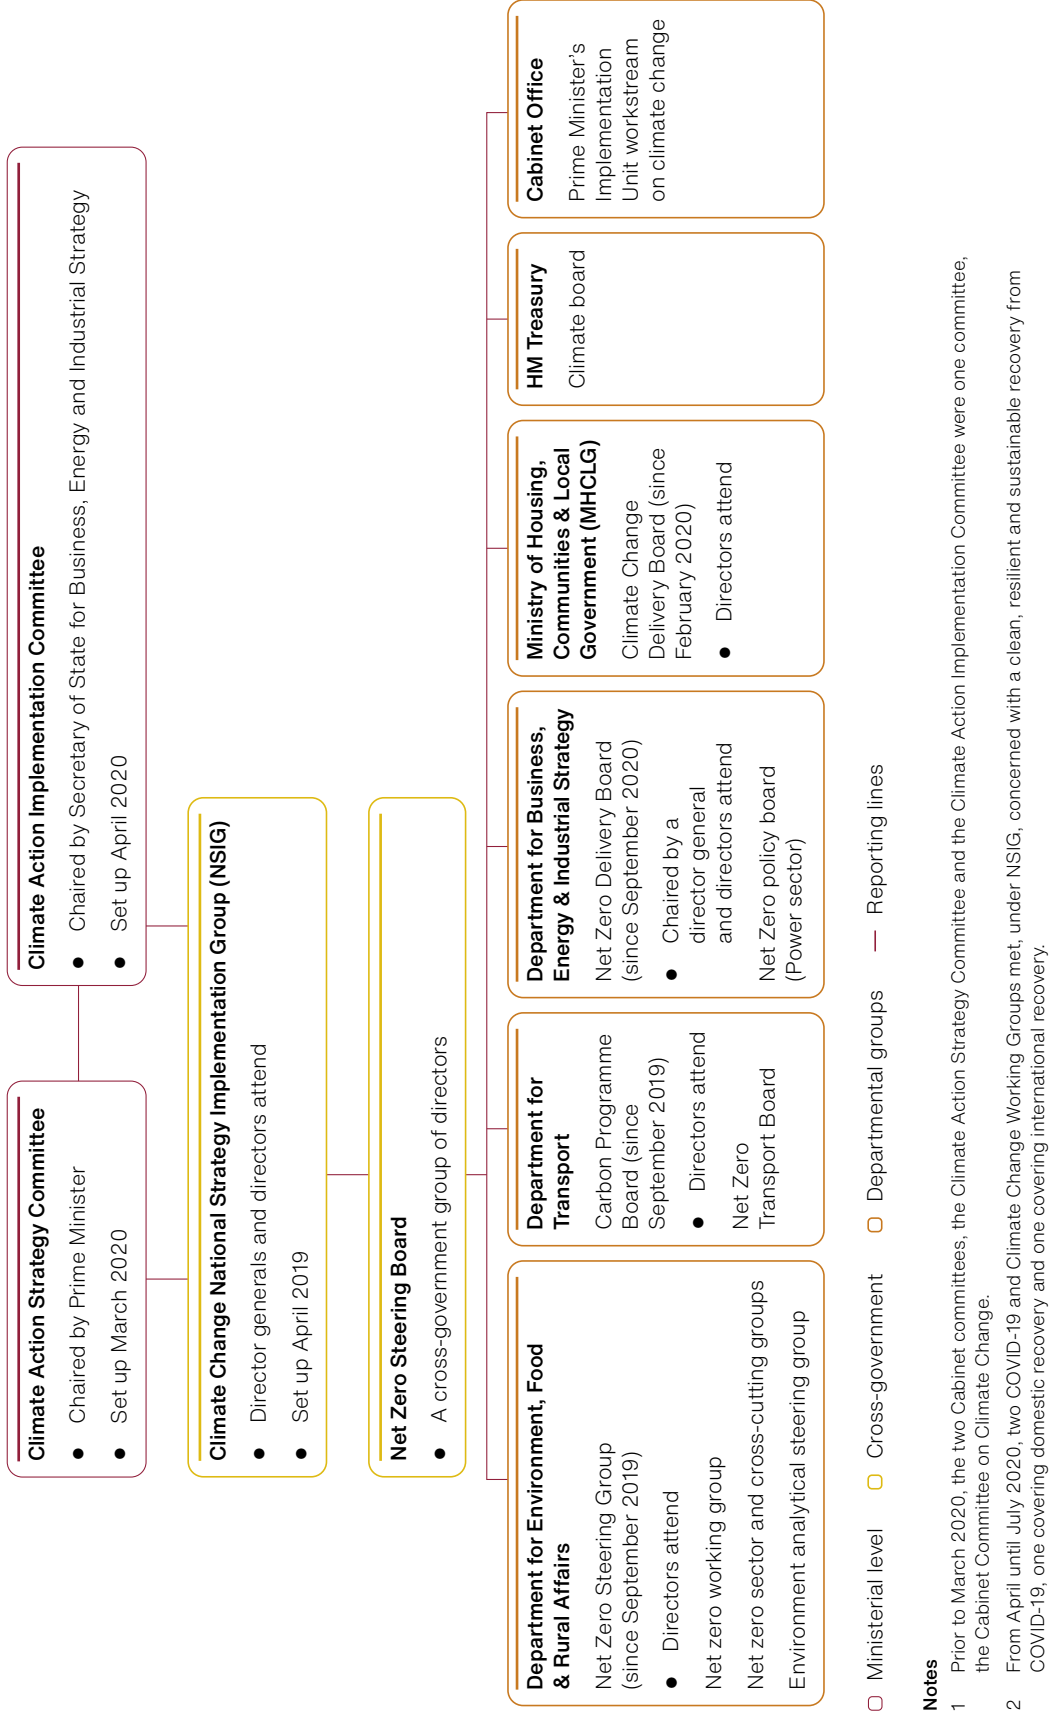 Climate Action Strategy Committee
● Chaired by Prime Minister
● Set up March 2020
Climate Action Implementation Committee
● Chaired by Secretary of State for Business, Energy and Industrial Strategy
● Set up April 2020
Climate Change National Strategy Implementation Group (NSIG)
● Director generals and directors attend
● Set up April 2019
Net Zero Steering Board
● A cross-government group of directors
Department for Environment, Food
& Rural Affairs
Net Zero Steering Group
(since September 2019)
● Directors attend
Net zero working group
Net zero sector and cross-cutting groups
Environment analytical steering group
Department for
Transport
Carbon Programme
Board (since
September 2019)
● Directors attend
Net Zero
Transport Board
Department for Business,
Energy & Industrial Strategy
Net Zero Delivery Board
(since September 2020)
● Chaired by a
director general
and directors attend
Net Zero policy board
(Power sector)
Ministry of Housing,
Communities & Local
Government (MHCLG)
Climate Change
Delivery Board (since
February 2020)
● Directors attend
HM Treasury
Climate board
Cabinet Office
Prime Minister's
Implementation
Unit workstream
on climate change
Ministerial level
Cross-government
Departmental groups
Reporting lines
Notes
1 Prior to March 2020, the two Cabinet committees, the Climate Action Strategy Committee and the Climate Action Implementation Committee were one committee,
the Cabinet Committee on Climate Change.
2 From April until July 2020, two COVID-19 and Climate Change Working Groups met, under NSIG, concerned with a clean, resilient and sustainable recovery from
COVID-19, one covering domestic recovery and one covering international recovery.